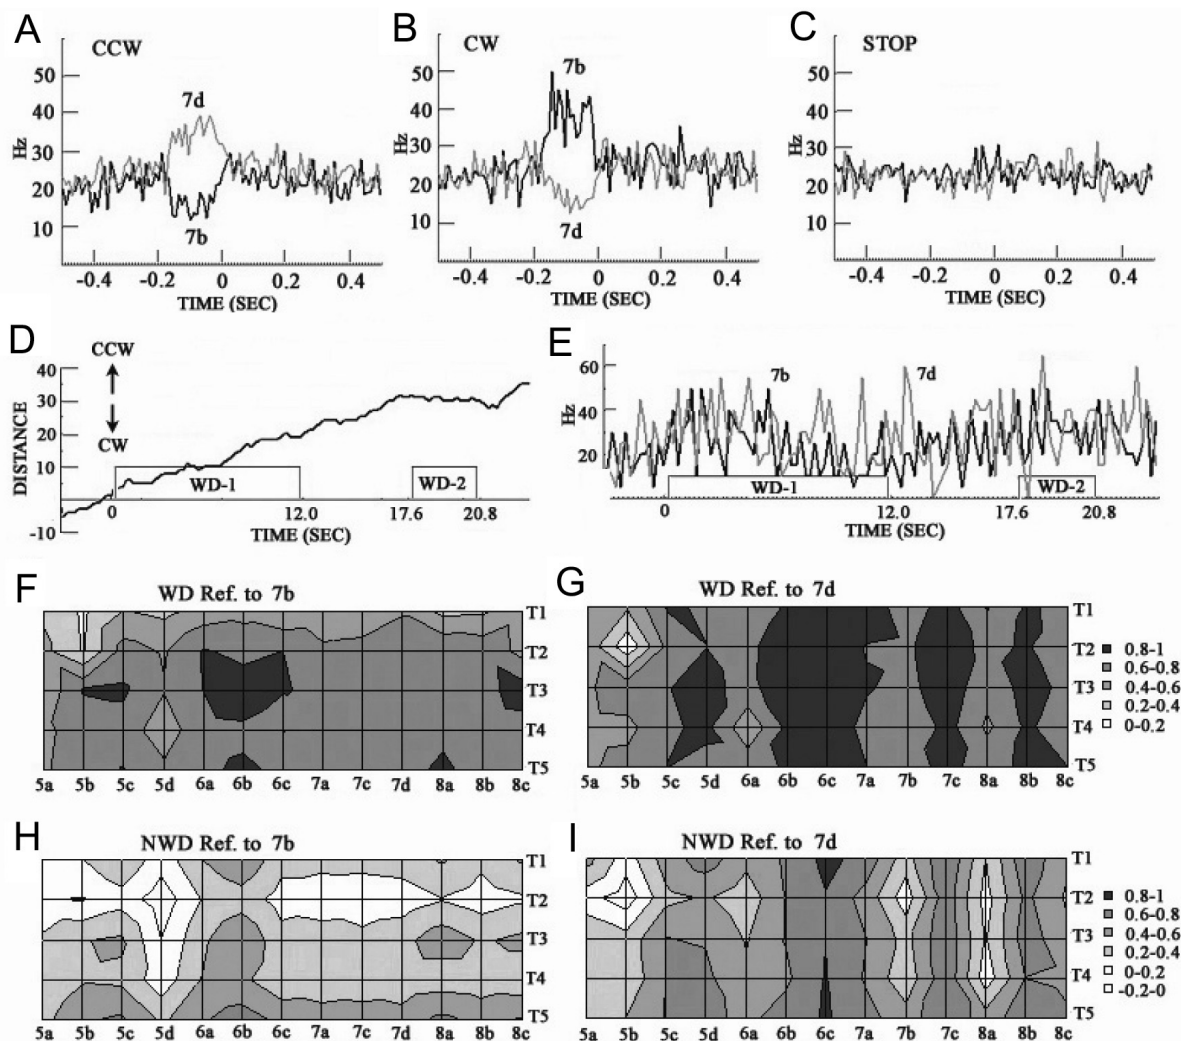 A
CCW
50
40
30
20
10
Hz
7d
7b
-0.4
-0.2
0
0.2
0.4
TIME (SEC)
B
CW
50
40
30
20
10
Hz
7b
7d
-0.4
-0.2
0
0.2
0.4
TIME (SEC)
C
STOP
50
40
30
20
10
Hz
-0.4
-0.2
0
0.2
0.4
TIME (SEC)
D
CCW
CW
40
30
20
10
-10
DISTANCE
WD-1
WD-2
0
12.0
17.6
20.8
TIME (SEC)
E
60
40
20
Hz
7b
7d
WD-1
WD-2
0
12.0
17.6
20.8
TIME (SEC)
F
WD Ref. to 7b
T1
T2
T3
T4
T5
5a 5b 5c 5d 6a 6b 6c 7a 7c 7d 8a 8b 8c
G
WD Ref. to 7d
T1
T2
T3
T4
T5
5a 5b 5c 5d 6a 6b 6c 7a 7b 7c 8a 8b 8c
0.8-1
0.6-0.8
0.4-0.6
0.2-0.4
0-0.2
H
NWD Ref. to 7b
T1
T2
T3
T4
T5
5a 5b 5c 5d 6a 6b 6c 7a 7c 7d 8a 8b 8c
I
NWD Ref. to 7d
T1
T2
T3
T4
T5
5a 5b 5c 5d 6a 6b 6c 7a 7b 7c 8a 8b 8c
0.8-1
0.6-0.8
0.4-0.6
0.2-0.4
0-0.2
-0.2-0